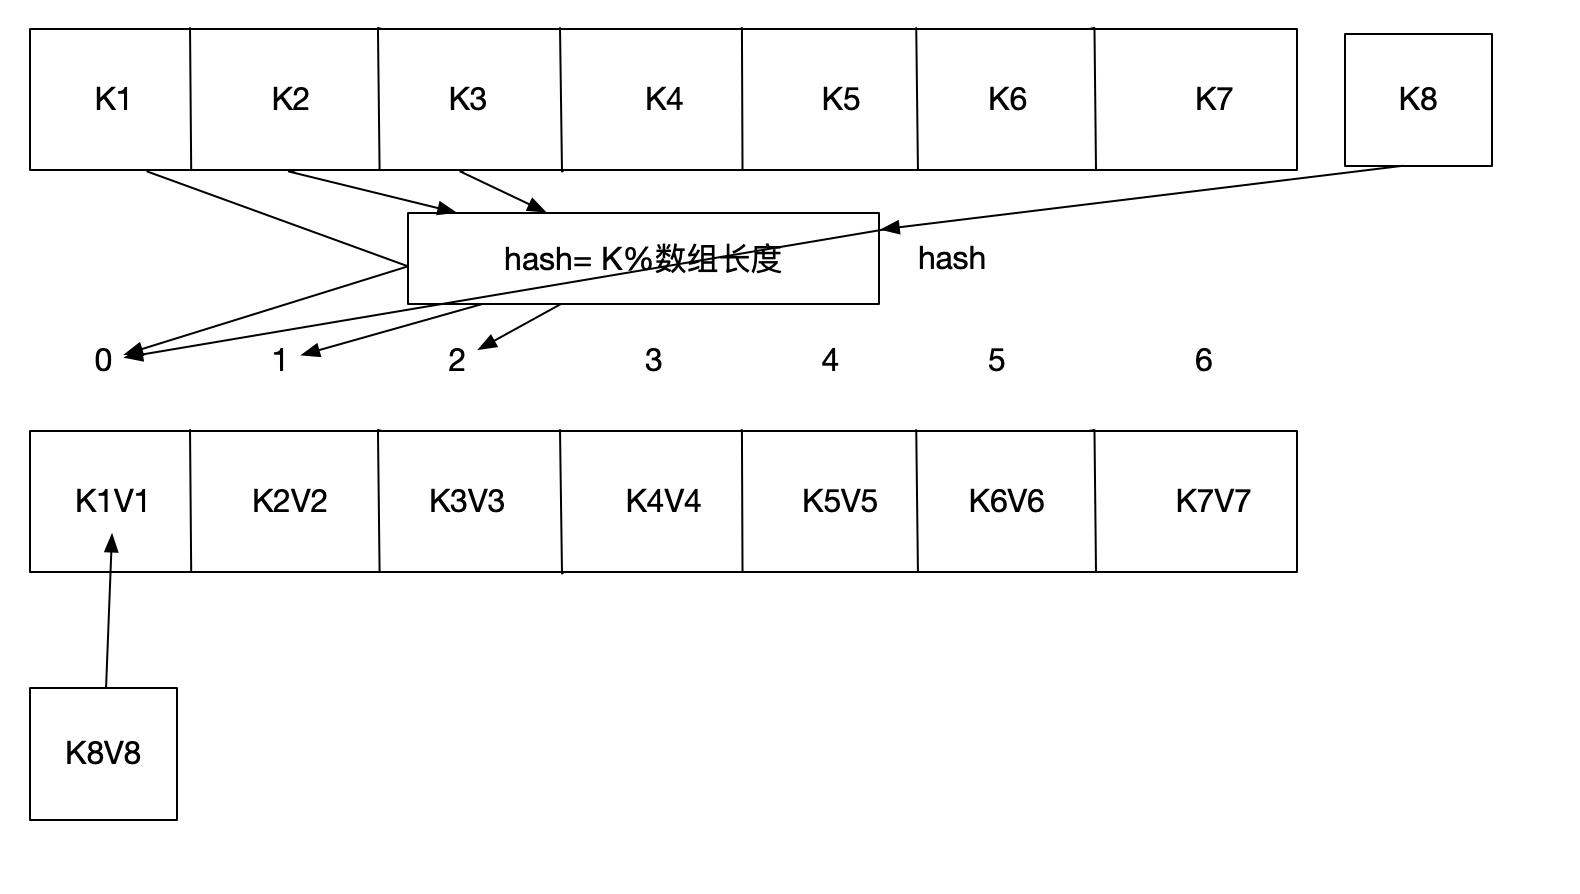 K1 K2 K3 K4 K5 K6 K7 K8
hash= K%数组长度 hash
0 1 2 3 4 5 6
K1V1 K2V2 K3V3 K4V4 K5V5 K6V6 K7V7
K8V8